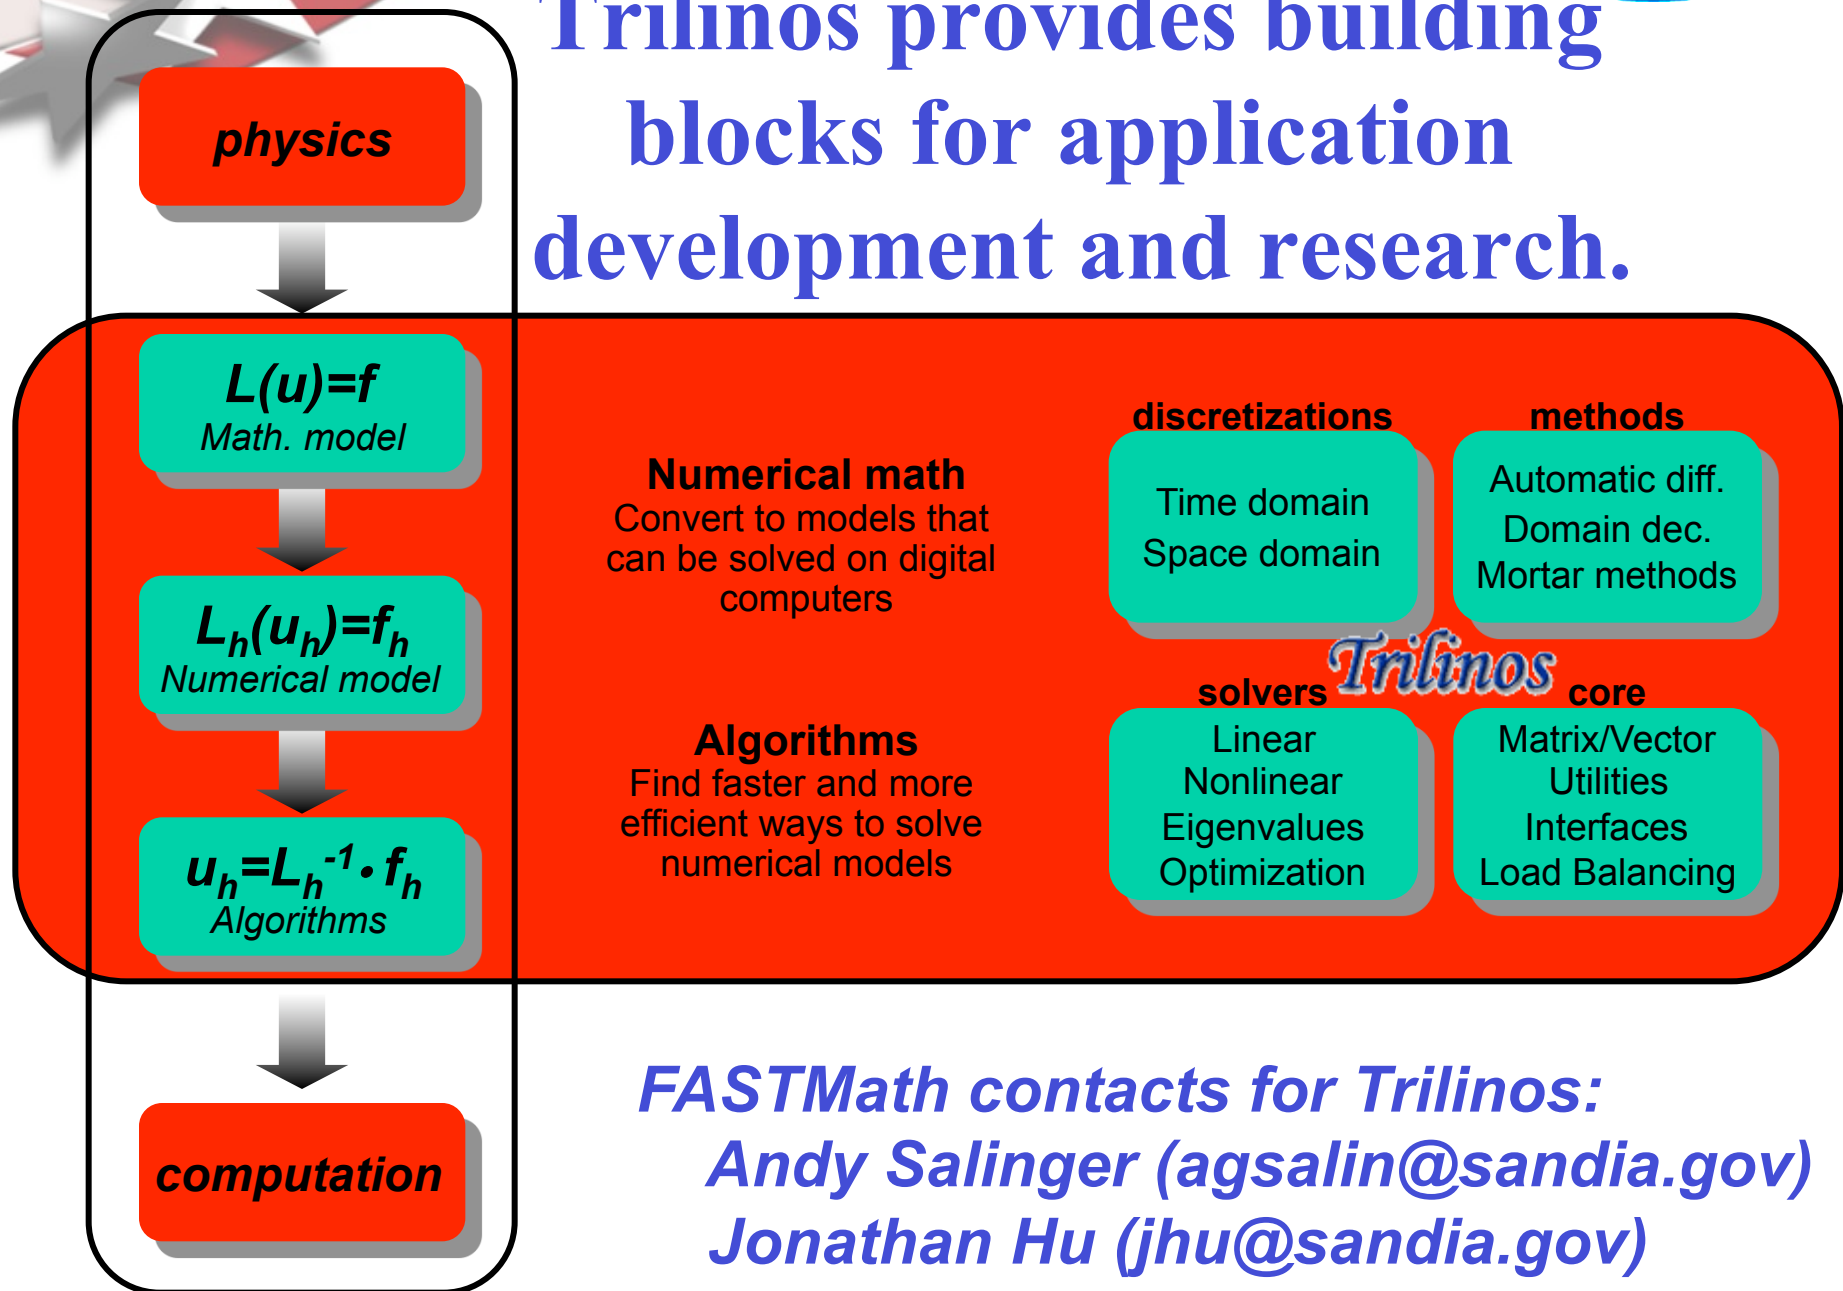 Trilinos provides building
blocks for application
development and research.
physics
L(u)=f
Math. model
Lₕ(uₕ)=fₕ
Numerical model
uₕ=Lₕ⁻¹• fₕ
Algorithms
computation
Numerical math
Convert to models that
can be solved on digital
computers
Algorithms
Find faster and more
efficient ways to solve
numerical models
discretizations
Time domain
Space domain
methods
Automatic diff.
Domain dec.
Mortar methods
Trilinos
solvers
Linear
Nonlinear
Eigenvalues
Optimization
core
Matrix/Vector
Utilities
Interfaces
Load Balancing
FASTMath contacts for Trilinos:
Andy Salinger (agsalin@sandia.gov)
Jonathan Hu (jhu@sandia.gov)